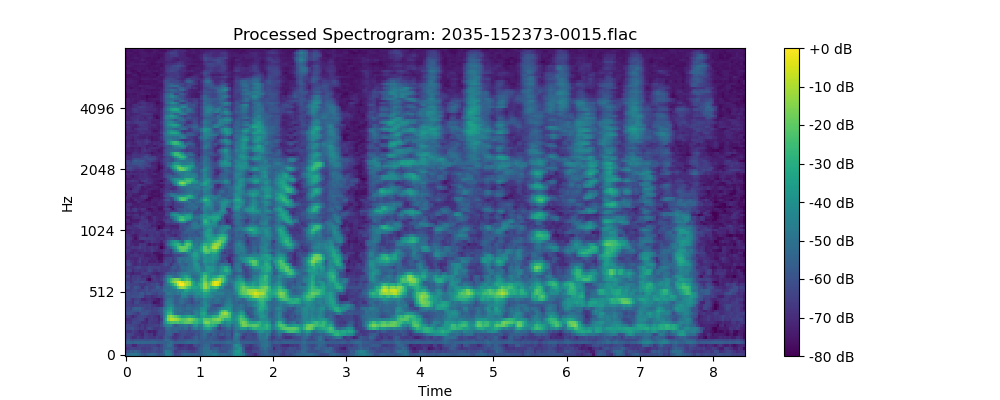 Processed Spectrogram: 2035-152373-0015.flac
Hz
4096
2048
1024
512
0
0 1 2 3 4 5 6 7 8
Time
+0 dB
-10 dB
-20 dB
-30 dB
-40 dB
-50 dB
-60 dB
-70 dB
-80 dB